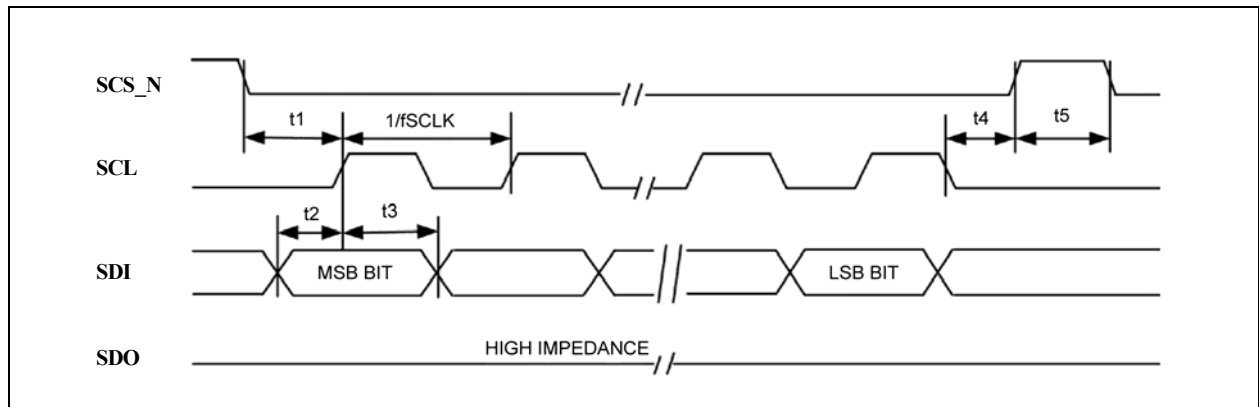 SCS_N
t1
1/fSCLK
t4
t5
SCL
t2
t3
SDI
MSB BIT
LSB BIT
SDO
HIGH IMPEDANCE